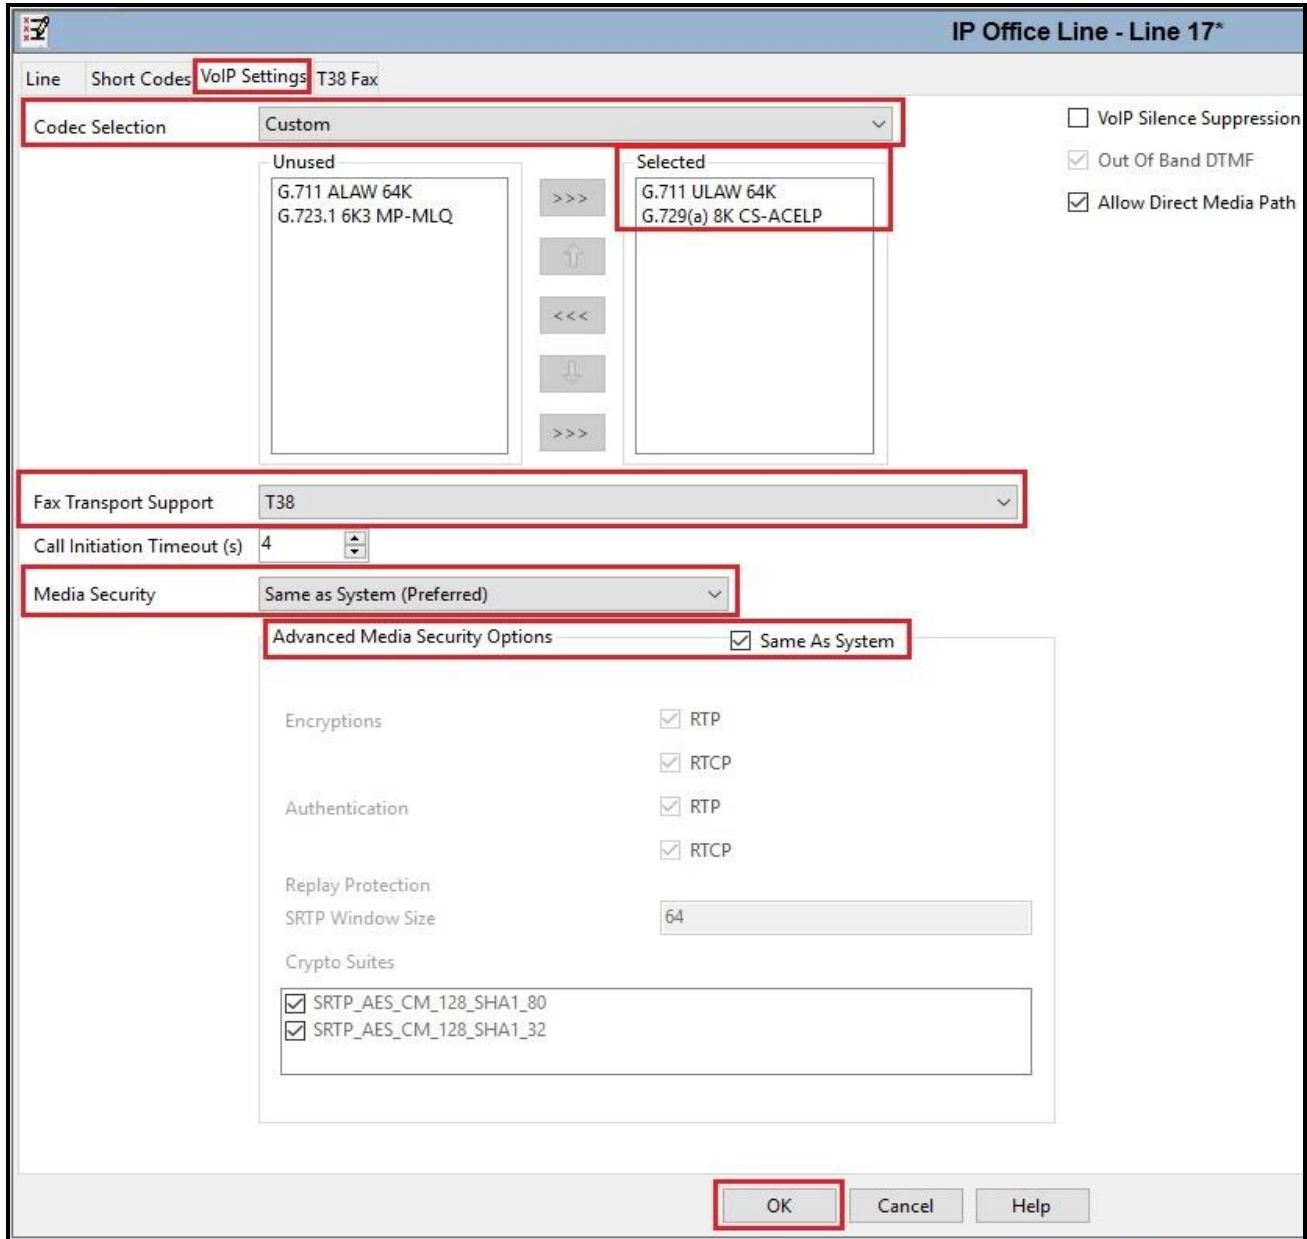 IP Office Line - Line 17*
Line Short Codes VoIP Settings T38 Fax
Codec Selection Custom
VoIP Silence Suppression
Out Of Band DTMF
Allow Direct Media Path
Unused
G.711 ALAW 64K
G.723.1 6K3 MP-MLQ
>>>
<<<
>>>
Selected
G.711 ULAW 64K
G.729(a) 8K CS-ACELP
Fax Transport Support T38
Call Initiation Timeout (s) 4
Media Security Same as System (Preferred)
Advanced Media Security Options Same As System
Encryptions RTP
RTCP
Authentication RTP
RTCP
Replay Protection
SRTP Window Size 64
Crypto Suites
SRTP_AES_CM_128_SHA1_80
SRTP_AES_CM_128_SHA1_32
OK Cancel Help